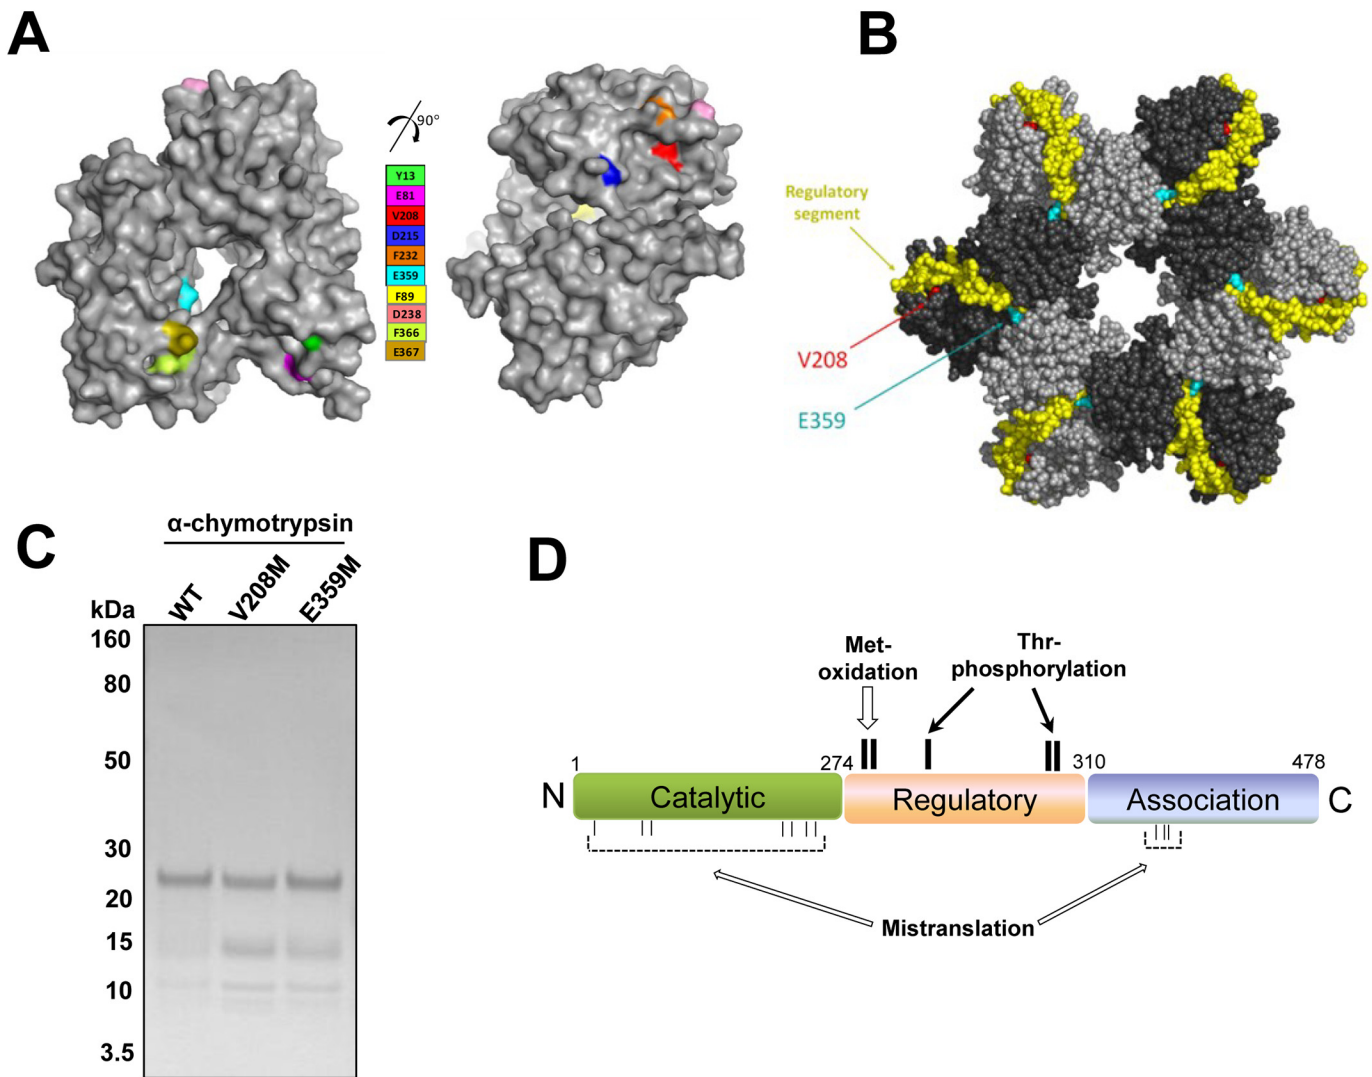 A
B
90°
Y13
E81
V208
D215
F232
E359
F89
D238
F366
E367
Regulatory
segment
V208
E359
C
α-chymotrypsin
WT
V208M
E359M
kDa
160
80
50
30
20
15
10
3.5
D
Met-
oxidation
Thr-
phosphorylation
1
274
310
478
N
Catalytic
Regulatory
Association
C
Mistranslation